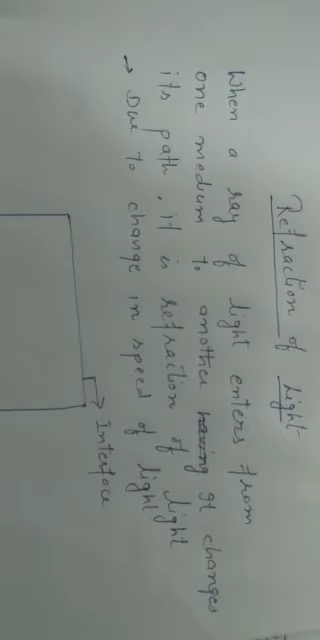 Refraction of Light
When a ray of light enters from
one medium to another having it changes
its path, it is refraction of light
→ Due to change in speed of light
→ Interface